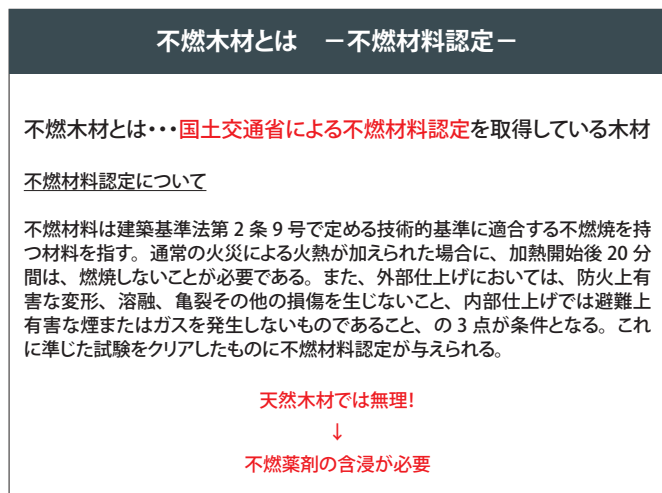 不燃木材とは　－不燃材料認定－
不燃木材とは・・・国土交通省による不燃材料認定を取得している木材
不燃材料認定について
不燃材料は建築基準法第 2 条 9 号で定める技術的基準に適合する不燃焼を持
つ材料を指す。通常の火災による火熱が加えられた場合に、加熱開始後 20 分
間は、燃焼しないことが必要である。また、外部仕上げにおいては、防火上有
害な変形、溶融、亀裂その他の損傷を生じないこと、内部仕上げでは避難上
有害な煙またはガスを発生しないものであること、の 3 点が条件となる。これ
に準じた試験をクリアしたものに不燃材料認定が与えられる。
天然木材では無理!
↓
不燃薬剤の含浸が必要